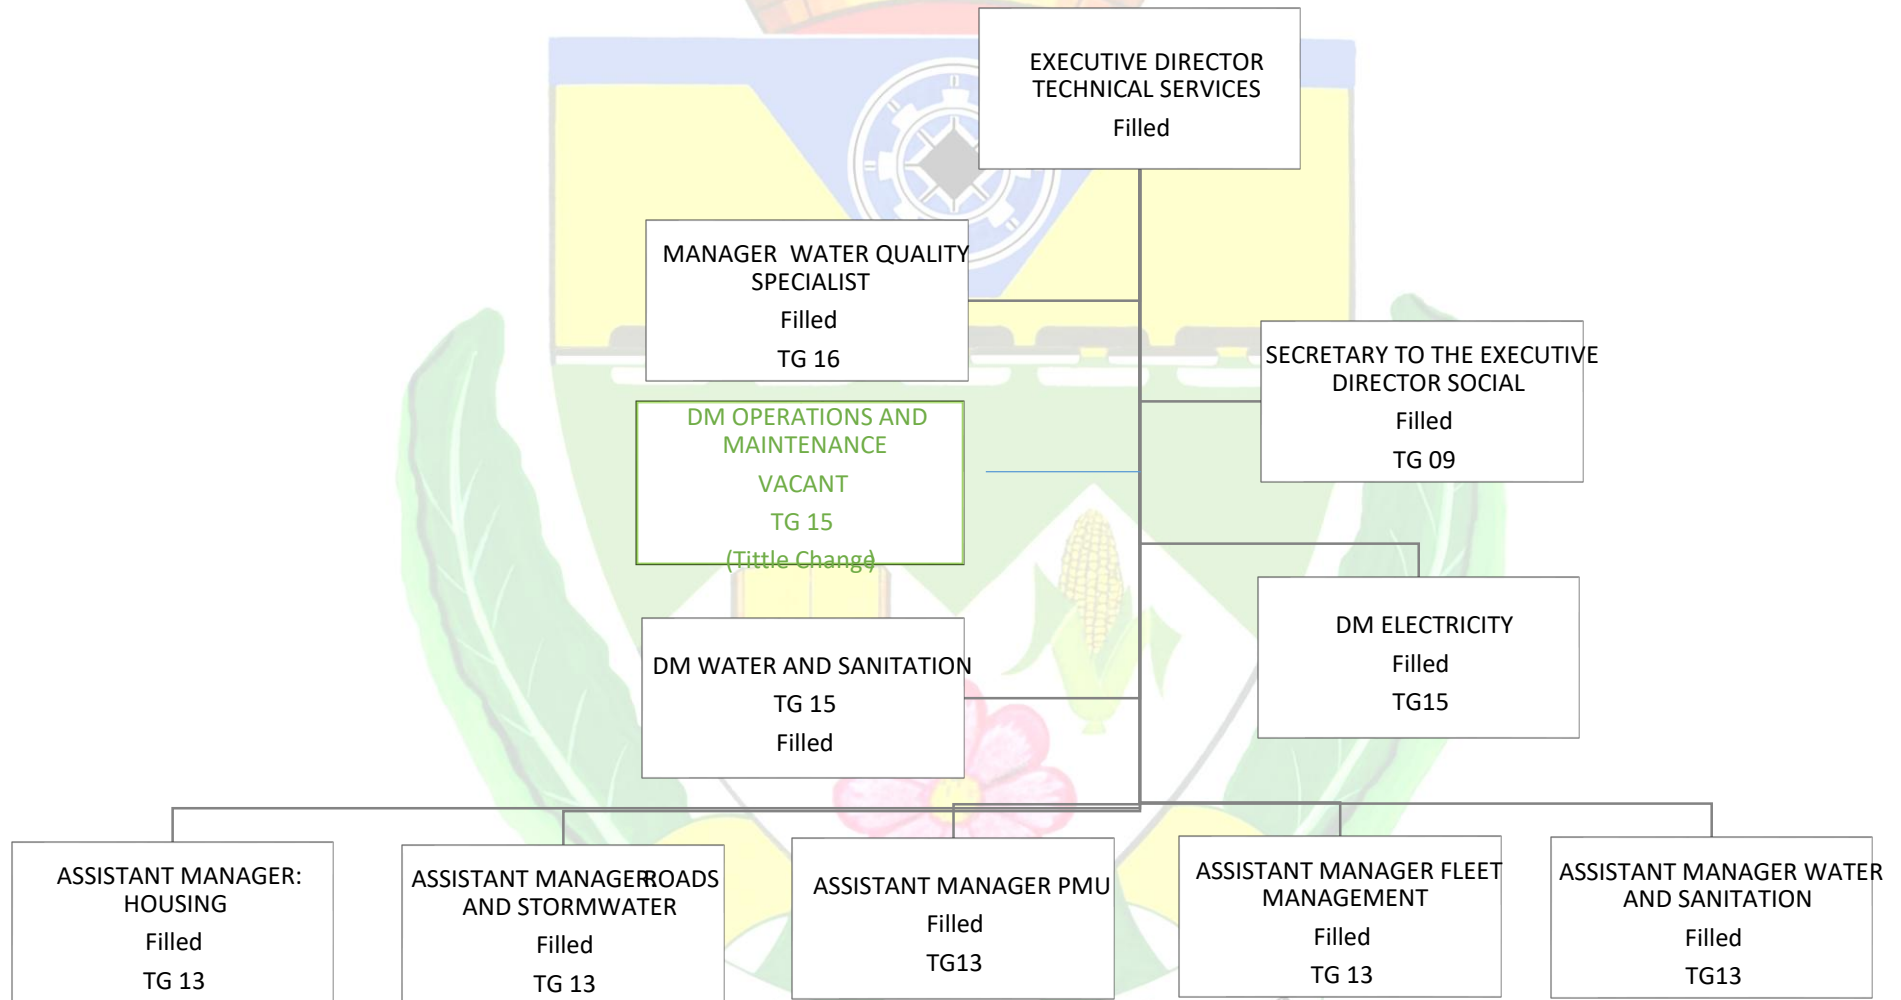 EXECUTIVE DIRECTOR
TECHNICAL SERVICES
Filled
MANAGER WATER QUALITY
SPECIALIST
Filled
TG 16
SECRETARY TO THE EXECUTIVE
DIRECTOR SOCIAL
Filled
TG 09
DM OPERATIONS AND
MAINTENANCE
VACANT
TG 15
(Tittle Change)
DM ELECTRICITY
Filled
TG15
DM WATER AND SANITATION
TG 15
Filled
ASSISTANT MANAGER:
HOUSING
Filled
TG 13
ASSISTANT MANAGER: ROADS
AND STORMWATER
Filled
TG 13
ASSISTANT MANAGER PMU
Filled
TG13
ASSISTANT MANAGER FLEET
MANAGEMENT
Filled
TG 13
ASSISTANT MANAGER WATER
AND SANITATION
Filled
TG13